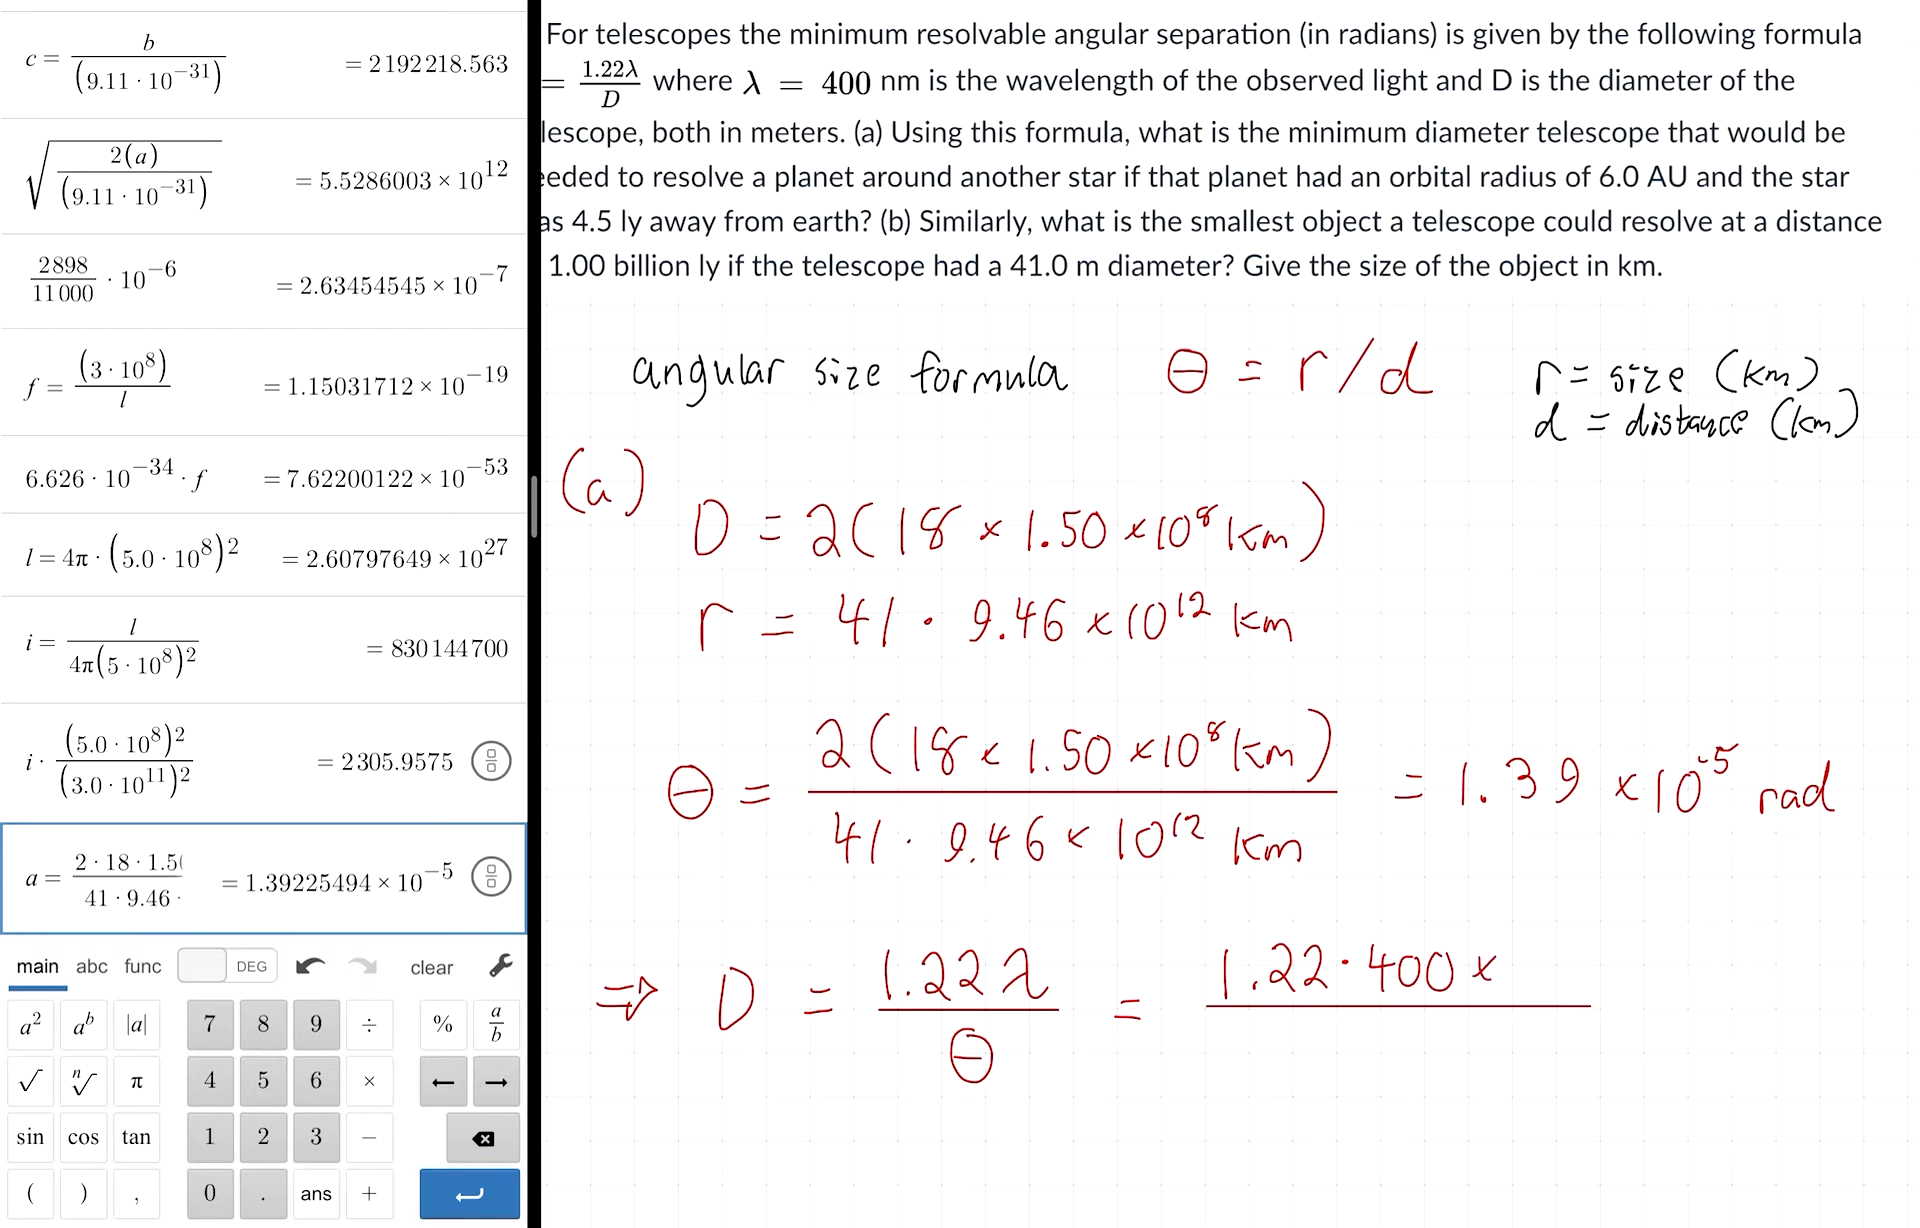 c = b / (9.11 · 10^−31) = 2192218.563
√(2(a) / (9.11 · 10^−31)) = 5.5286003 × 10^12
2898 / 11000 · 10^−6 = 2.63454545 × 10^−7
f = (3 · 10^8) / l = 1.15031712 × 10^−19
6.626 · 10^−34 · f = 7.62200122 × 10^−53
l = 4π · (5.0 · 10^8)2 = 2.60797649 × 10^27
i = l / 4π(5 · 10^8)2 = 830144700
i · (5.0 · 10^8)2 / (3.0 · 10^11)2 = 2305.9575
a = 2 · 18 · 1.5( / 41 · 9.46 · = 1.39225494 × 10^−5
main abc func DEG clear
a² a^b |a| 7 8 9 ÷ % a/b
√ ⁿ√ π 4 5 6 × ← →
sin cos tan 1 2 3 −
( ) , 0 . ans +
For telescopes the minimum resolvable angular separation (in radians) is given by the following formula
= 1.22λ / D where λ = 400 nm is the wavelength of the observed light and D is the diameter of the
lescope, both in meters. (a) Using this formula, what is the minimum diameter telescope that would be
eded to resolve a planet around another star if that planet had an orbital radius of 6.0 AU and the star
as 4.5 ly away from earth? (b) Similarly, what is the smallest object a telescope could resolve at a distance
1.00 billion ly if the telescope had a 41.0 m diameter? Give the size of the object in km.
angular size formula Θ = r/d r = size (km)
d = distance (km)
(a)
D = 2(18 × 1.50 × 10^8 km)
r = 41 · 9.46 × 10^12 km
Θ = 2(18 × 1.50 × 10^8 km) / 41 · 9.46 × 10^12 km = 1.39 × 10^-5 rad
⇒ D = 1.22λ / Θ = 1.22 · 400 ×